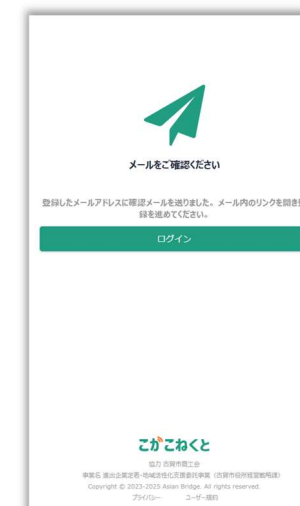 メールをご確認ください
登録したメールアドレスに確認メールを送りました。メール内のリンクを開き登
録を進めてください。
ログイン
こがこねくと
協力 古賀市商工会
事業名 進出企業定着・地域活性化支援委託事業（古賀市役所経営戦略課）
Copyright © 2023-2025 Asian Bridge. All rights reserved.
プライバシー ユーザー規約